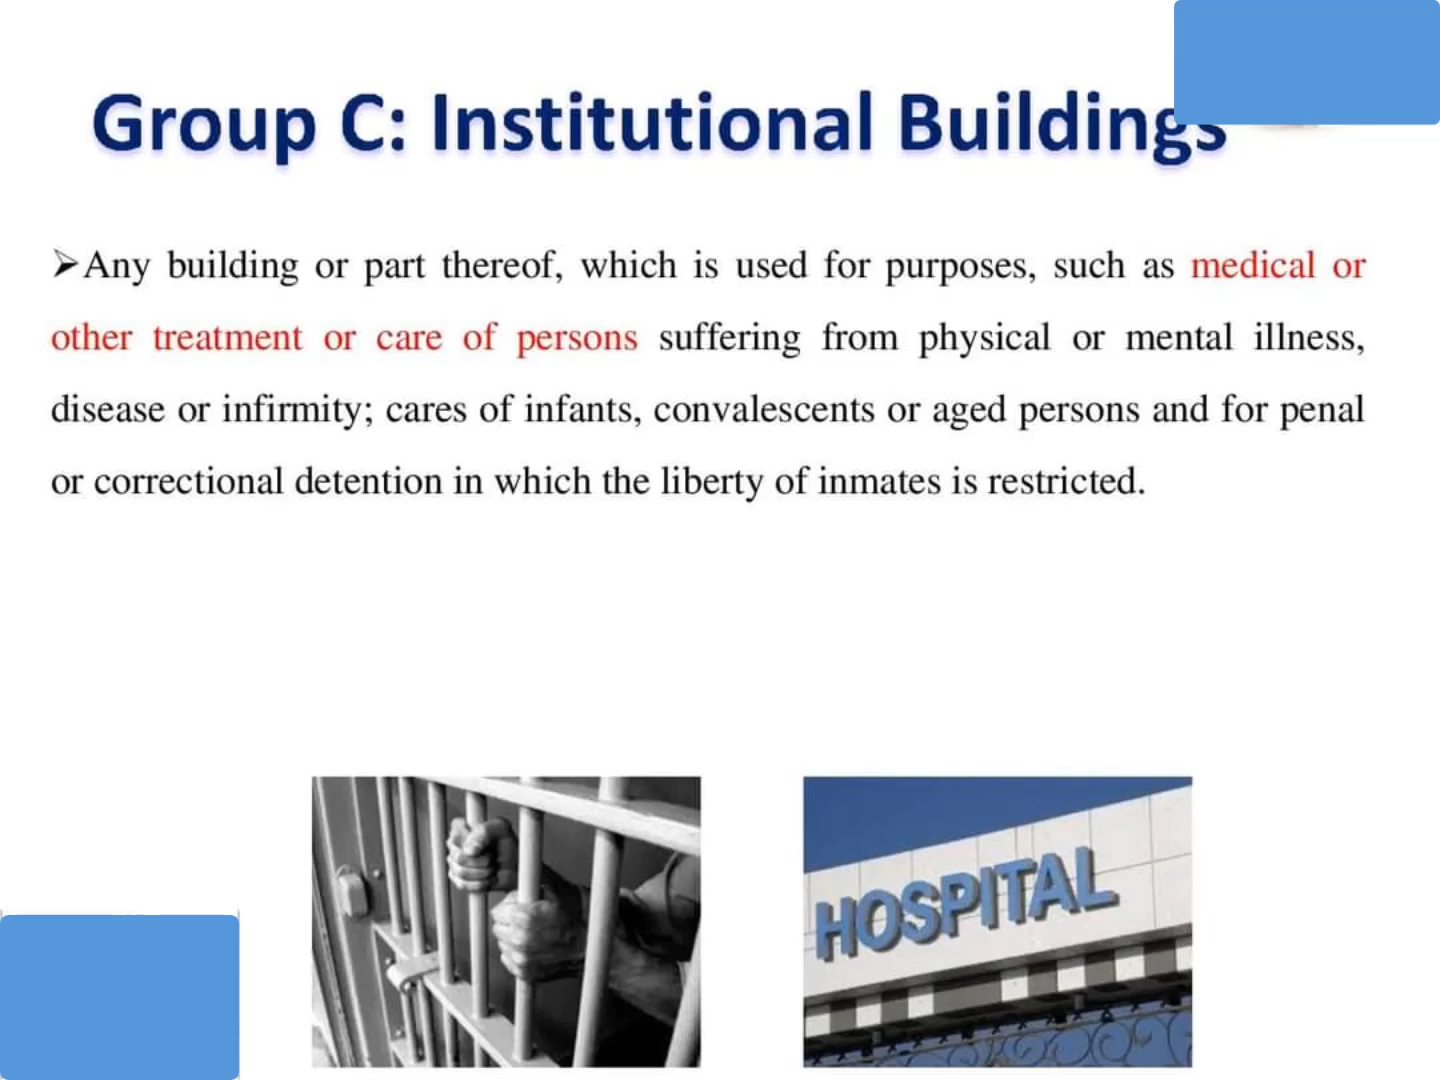 Group C: Institutional Buildings
➢Any building or part thereof, which is used for purposes, such as medical or
other treatment or care of persons suffering from physical or mental illness,
disease or infirmity; cares of infants, convalescents or aged persons and for penal
or correctional detention in which the liberty of inmates is restricted.
HOSPITAL